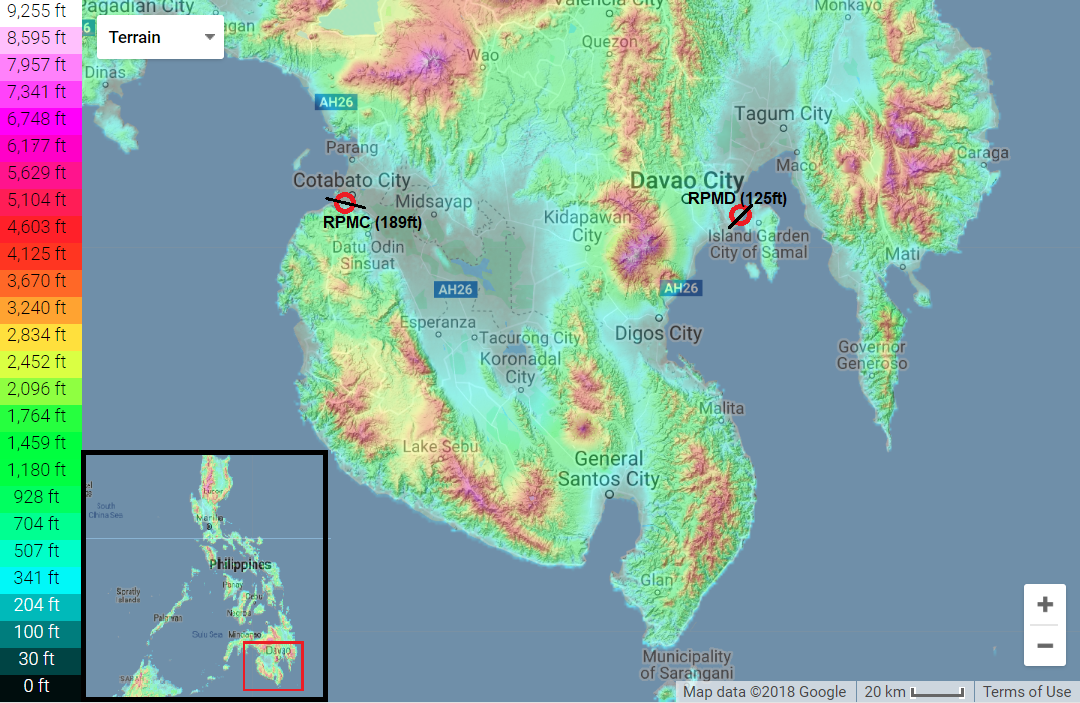 9,255 ft
8,595 ft
7,957 ft
7,341 ft
6,748 ft
6,177 ft
5,629 ft
5,104 ft
4,603 ft
4,125 ft
3,670 ft
3,240 ft
2,834 ft
2,452 ft
2,096 ft
1,764 ft
1,459 ft
1,180 ft
928 ft
704 ft
507 ft
341 ft
204 ft
100 ft
30 ft
0 ft
Pagadian City
Terrain
6
agan
Dinas
Valencia City
Monkayo
Quezon
Wao
AH26
Tagum City
Parang
Maco
Caraga
Cotabato City
Davao City
Midsayap
RPMD (125ft)
RPMC (189ft)
Kidapawan
City
Island Garden
City of Samal
Datu Odin
Sinsuat
Mati
AH26
AH26
Esperanza
Tacurong City
Digos City
Koronadal
City
Governor
Generoso
Malita
Lake Sebu
General
Santos City
Glan
Municipality
of Sarangani
Luzon
South
China Sea
Manila
Philippines
Panay
Cebu
Negros
Spratly
Islands
Palawan
Sulu Sea
Mindanao
Davao
SABAH
+
−
Map data ©2018 Google
20 km
Terms of Use